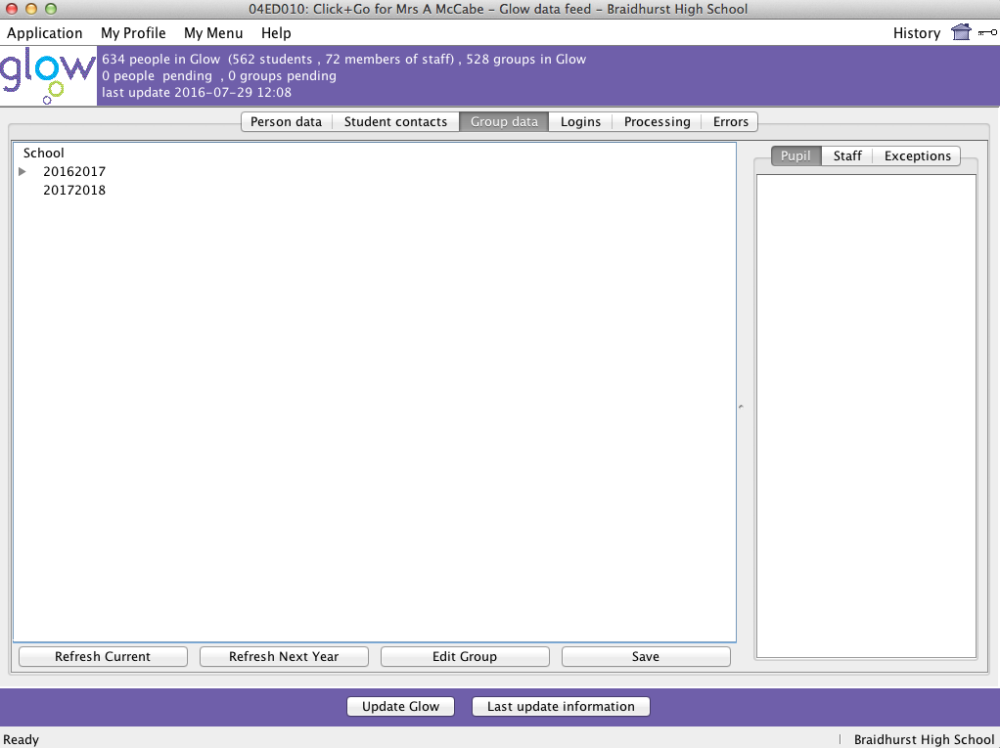 04ED010: Click+Go for Mrs A McCabe – Glow data feed – Braidhurst High School
Application My Profile My Menu Help History
glow
634 people in Glow (562 students , 72 members of staff) , 528 groups in Glow
0 people pending , 0 groups pending
last update 2016-07-29 12:08
Person data Student contacts Group data Logins Processing Errors
School
20162017
20172018
Pupil Staff Exceptions
Refresh Current Refresh Next Year Edit Group Save
Update Glow Last update information
Ready Braidhurst High School